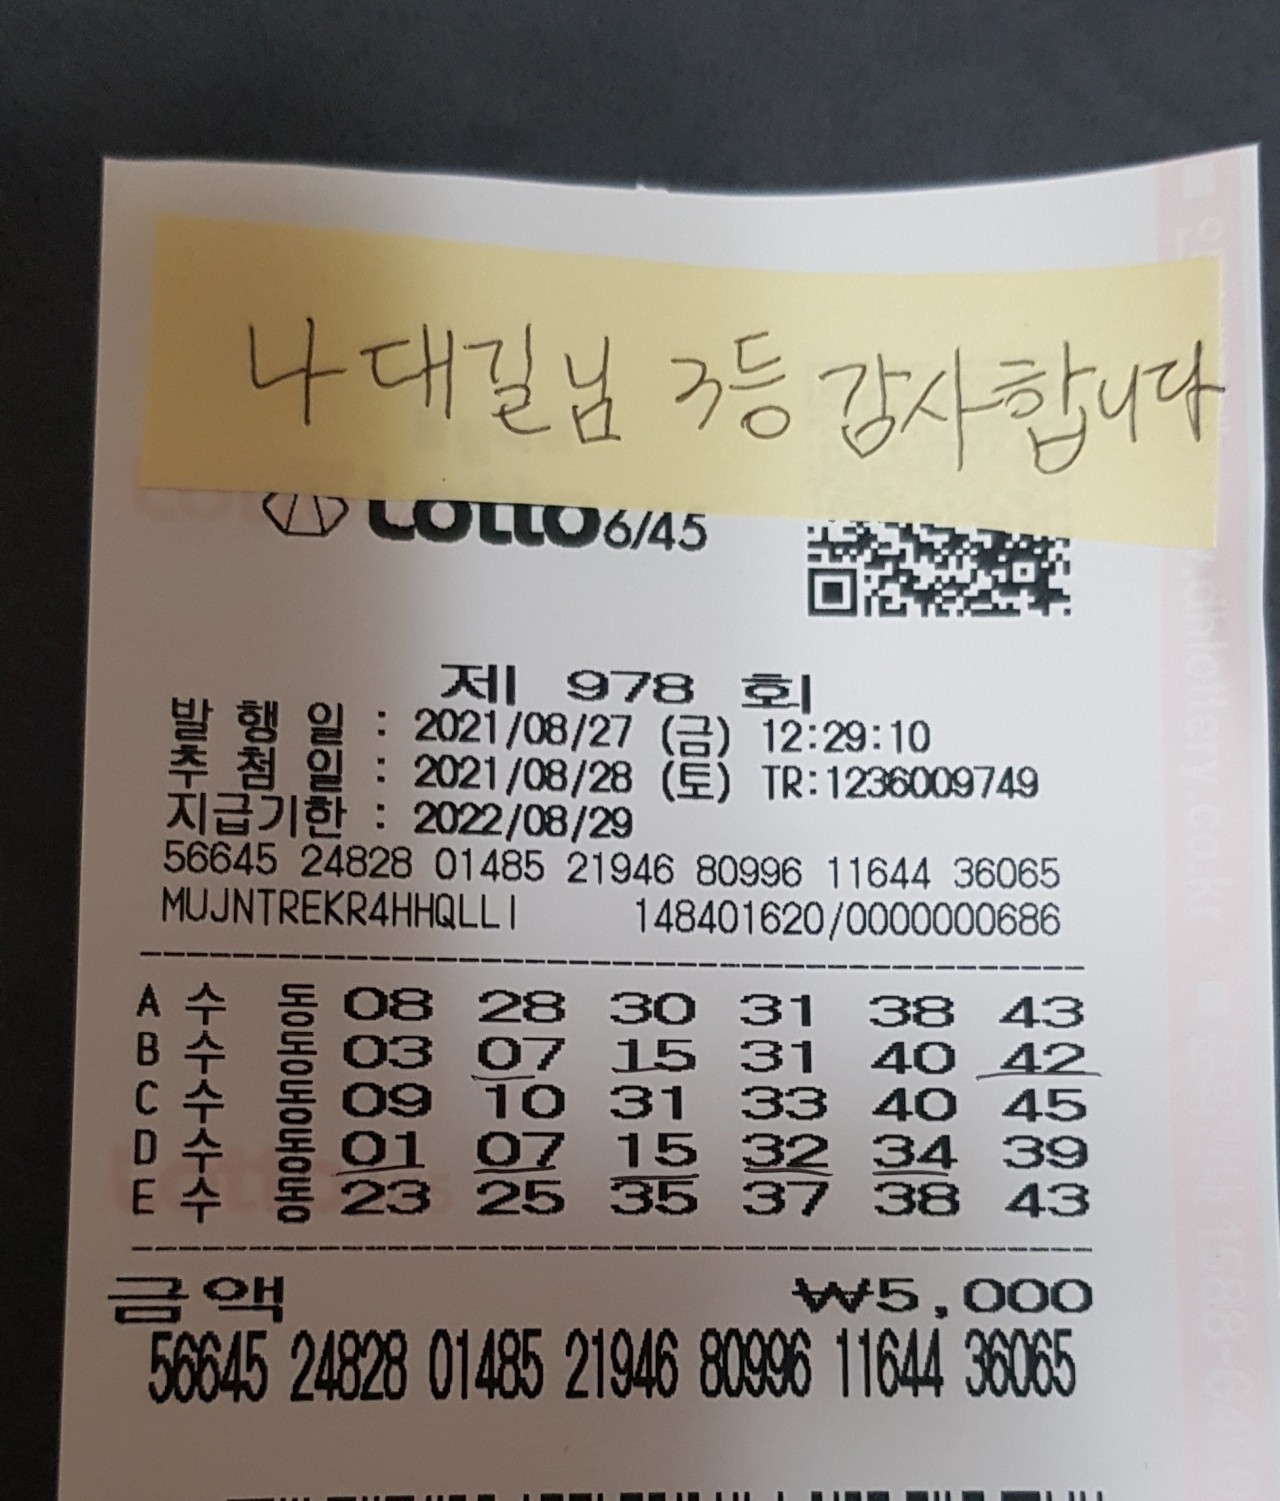 나대길님 3등 감사합니다
Lotto 6/45
제 978 회
발 행 일 : 2021/08/27 (금) 12:29:10
추 첨 일 : 2021/08/28 (토) TR:1236009749
지급기한 : 2022/08/29
56645 24828 01485 21946 80996 11644 36065
MUJNTREKR4HHQLLI 148401620/0000000686
A 수 동 08 28 30 31 38 43
B 수 동 03 07 15 31 40 42
C 수 동 09 10 31 33 40 45
D 수 동 01 07 15 32 34 39
E 수 동 23 25 35 37 38 43
금액 ₩5,000
56645 24828 01485 21946 80996 11644 36065
.dhlottery.co.kr